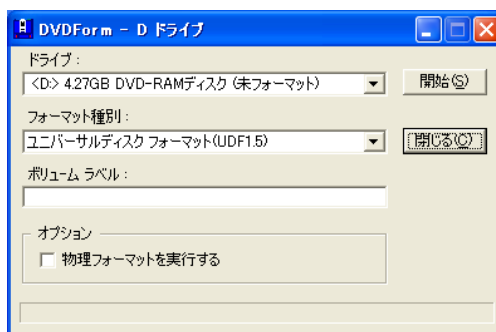 DVDForm - D ドライブ
ドライブ:
<D:> 4.27GB DVD-RAMディスク (未フォーマット)
開始(S)
フォーマット種別:
ユニバーサルディスク フォーマット(UDF1.5)
閉じる(C)
ボリューム ラベル:
オプション
物理フォーマットを実行する